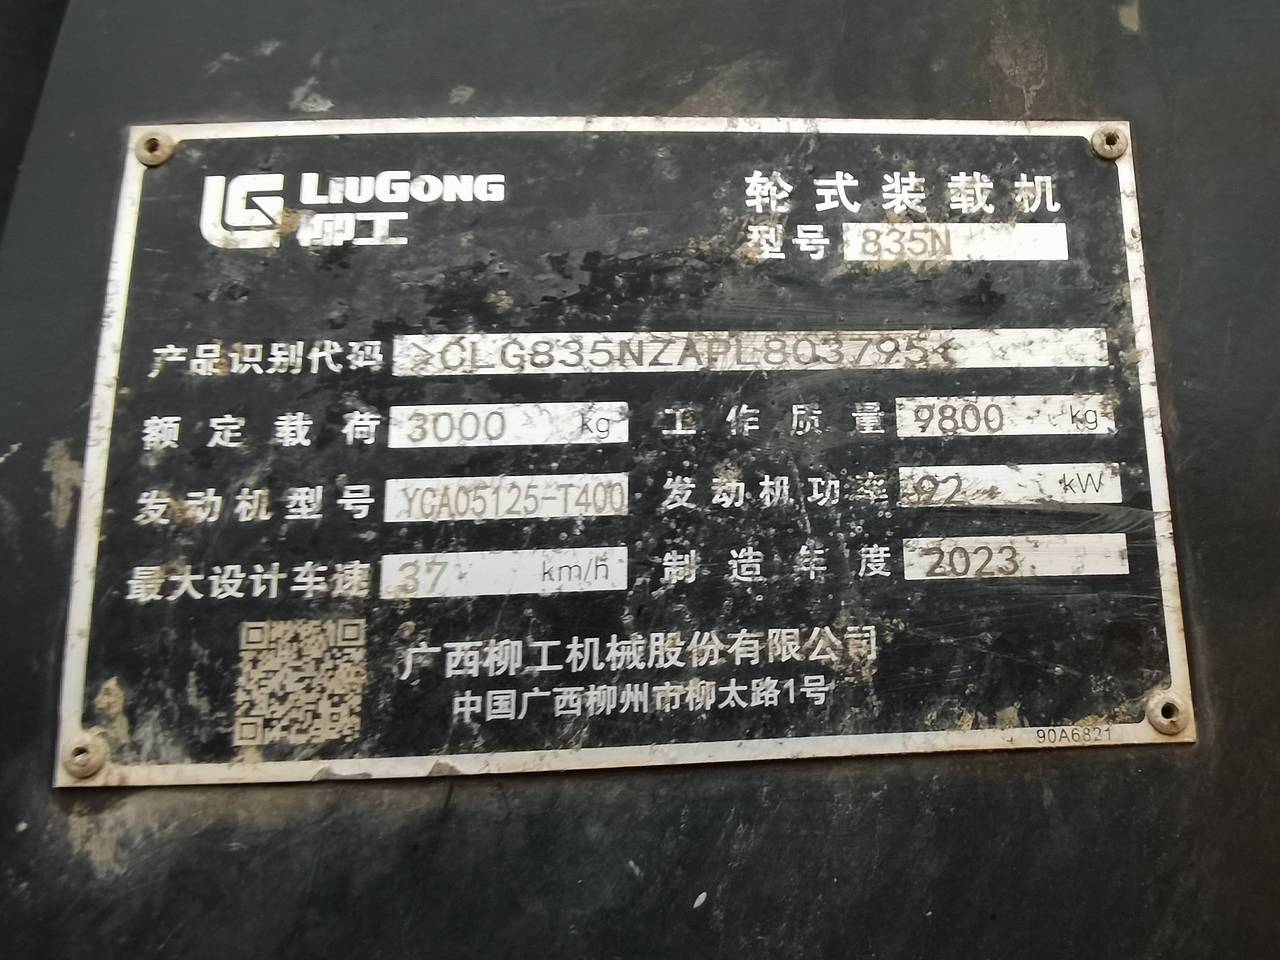 LIUGONG
柳工
轮式装载机
型号 835N
产品识别代码 >CLG835NZAPL803795<
额定载荷 3000 kg 工作质量 9800 kg
发动机型号 YCA05125-T400 发动机功率 92 kW
最大设计车速 37 km/h 制造年度 2023
广西柳工机械股份有限公司
中国广西柳州市柳太路1号
90A6821